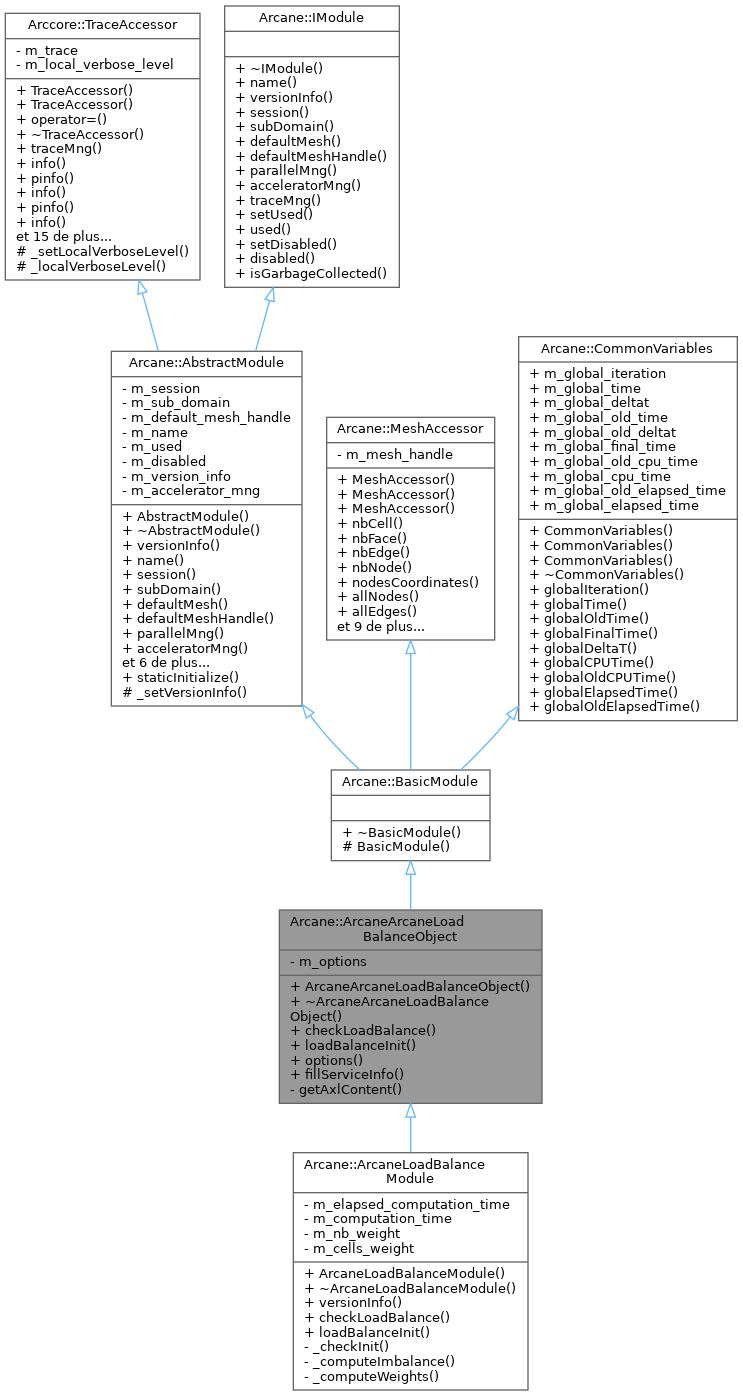 Arccore::TraceAccessor
- m_trace
- m_local_verbose_level
+ TraceAccessor()
+ TraceAccessor()
+ operator=()
+ ~TraceAccessor()
+ traceMng()
+ info()
+ pinfo()
+ info()
+ pinfo()
+ info()
et 15 de plus...
# _setLocalVerboseLevel()
# _localVerboseLevel()
Arcane::IModule
+ ~IModule()
+ name()
+ versionInfo()
+ session()
+ subDomain()
+ defaultMesh()
+ defaultMeshHandle()
+ parallelMng()
+ acceleratorMng()
+ traceMng()
+ setUsed()
+ used()
+ setDisabled()
+ disabled()
+ isGarbageCollected()
Arcane::AbstractModule
- m_session
- m_sub_domain
- m_default_mesh_handle
- m_name
- m_used
- m_disabled
- m_version_info
- m_accelerator_mng
+ AbstractModule()
+ ~AbstractModule()
+ versionInfo()
+ name()
+ session()
+ subDomain()
+ defaultMesh()
+ defaultMeshHandle()
+ parallelMng()
+ acceleratorMng()
et 6 de plus...
+ staticInitialize()
# _setVersionInfo()
Arcane::MeshAccessor
- m_mesh_handle
+ MeshAccessor()
+ MeshAccessor()
+ MeshAccessor()
+ nbCell()
+ nbFace()
+ nbEdge()
+ nbNode()
+ nodesCoordinates()
+ allNodes()
+ allEdges()
et 9 de plus...
Arcane::CommonVariables
+ m_global_iteration
+ m_global_time
+ m_global_deltat
+ m_global_old_time
+ m_global_old_deltat
+ m_global_final_time
+ m_global_old_cpu_time
+ m_global_cpu_time
+ m_global_old_elapsed_time
+ m_global_elapsed_time
+ CommonVariables()
+ CommonVariables()
+ CommonVariables()
+ ~CommonVariables()
+ globalIteration()
+ globalTime()
+ globalOldTime()
+ globalFinalTime()
+ globalDeltaT()
+ globalCPUTime()
+ globalOldCPUTime()
+ globalElapsedTime()
+ globalOldElapsedTime()
Arcane::BasicModule
+ ~BasicModule()
# BasicModule()
Arcane::ArcaneArcaneLoad
BalanceObject
- m_options
+ ArcaneArcaneLoadBalanceObject()
+ ~ArcaneArcaneLoadBalance
Object()
+ checkLoadBalance()
+ loadBalanceInit()
+ options()
+ fillServiceInfo()
- getAxlContent()
Arcane::ArcaneLoadBalance
Module
- m_elapsed_computation_time
- m_computation_time
- m_nb_weight
- m_cells_weight
+ ArcaneLoadBalanceModule()
+ ~ArcaneLoadBalanceModule()
+ versionInfo()
+ checkLoadBalance()
+ loadBalanceInit()
- _checkInit()
- _computeImbalance()
- _computeWeights()